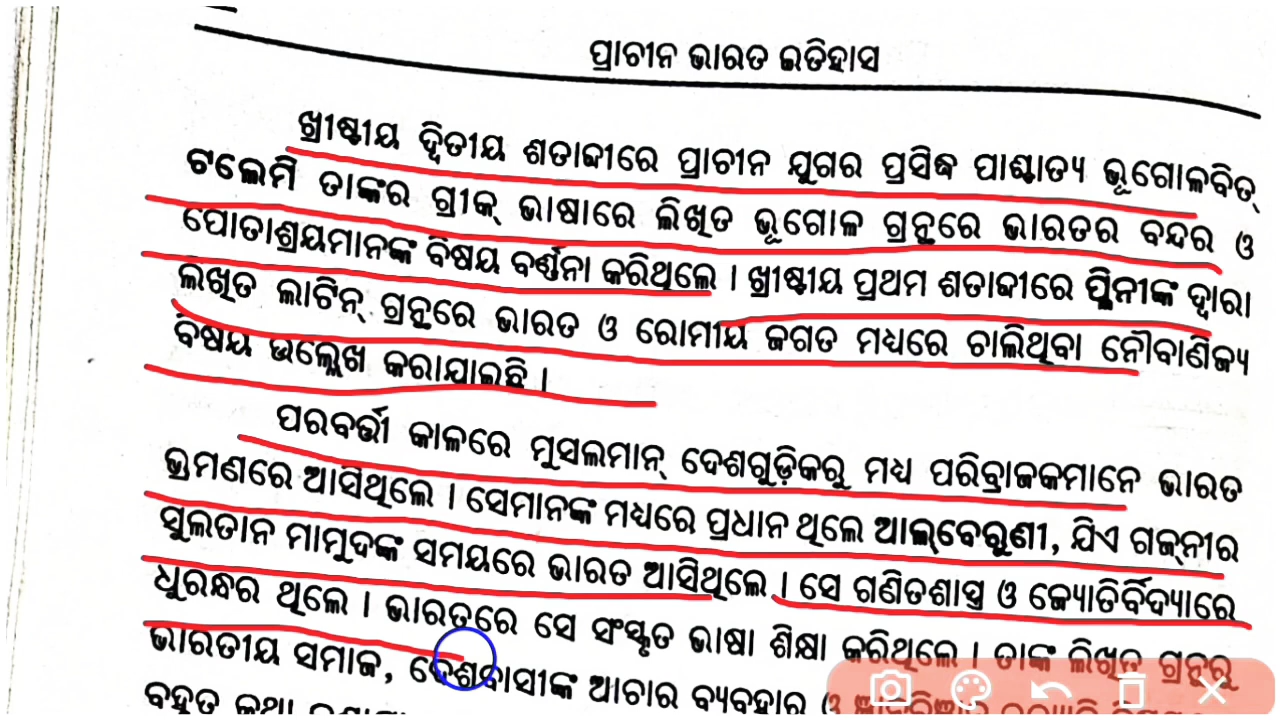 ପ୍ରାଚୀନ ଭାରତ ଇତିହାସ
ଖ୍ରୀଷ୍ଟୀୟ ଦ୍ଵିତୀୟ ଶତାବ୍ଦୀରେ ପ୍ରାଚୀନ ଯୁଗର ପ୍ରସିଦ୍ଧ ପାଶ୍ଚାତ୍ୟ ଭୂଗୋଳବିତ୍
ଟଲେମି ତାଙ୍କର ଗ୍ରୀକ୍ ଭାଷାରେ ଲିଖିତ ଭୂଗୋଳ ଗ୍ରନ୍ଥରେ ଭାରତର ବନ୍ଦର ଓ
ପୋତାଶ୍ରୟମାନଙ୍କ ବିଷୟ ବର୍ଣ୍ଣନା କରିଥିଲେ । ଖ୍ରୀଷ୍ଟୀୟ ପ୍ରଥମ ଶତାବ୍ଦୀରେ ପ୍ଲିନୀଙ୍କ ଦ୍ଵାରା
ଲିଖିତ ଲାଟିନ୍ ଗ୍ରନ୍ଥରେ ଭାରତ ଓ ରୋମୀୟ ଜଗତ ମଧ୍ୟରେ ଚାଲିଥିବା ନୌବାଣିଜ୍ୟ
ବିଷୟ ଉଲ୍ଲେଖ କରାଯାଇଛି ।
ପରବର୍ତ୍ତୀ କାଳରେ ମୁସଲମାନ୍ ଦେଶଗୁଡ଼ିକରୁ ମଧ୍ୟ ପରିବ୍ରାଜକମାନେ ଭାରତ
ଭ୍ରମଣରେ ଆସିଥିଲେ । ସେମାନଙ୍କ ମଧ୍ୟରେ ପ୍ରଧାନ ଥିଲେ ଆଲ୍‌ବେରୁଣୀ, ଯିଏ ଗଜ୍‌ନୀର
ସୁଲତାନ ମାମୁଦଙ୍କ ସମୟରେ ଭାରତ ଆସିଥିଲେ । ସେ ଗଣିତଶାସ୍ତ୍ର ଓ ଜ୍ୟୋତିର୍ବିଦ୍ୟାରେ
ଧୁରନ୍ଧର ଥିଲେ । ଭାରତରେ ସେ ସଂସ୍କୃତ ଭାଷା ଶିକ୍ଷା କରିଥିଲେ । ତାଙ୍କ ଲିଖିତ ଗ୍ରନ୍ଥରୁ
ଭାରତୀୟ ସମାଜ, ଦେଶବାସୀଙ୍କ ଆଚାର ବ୍ୟବହାର ଓ
ବହୁତ କଥା